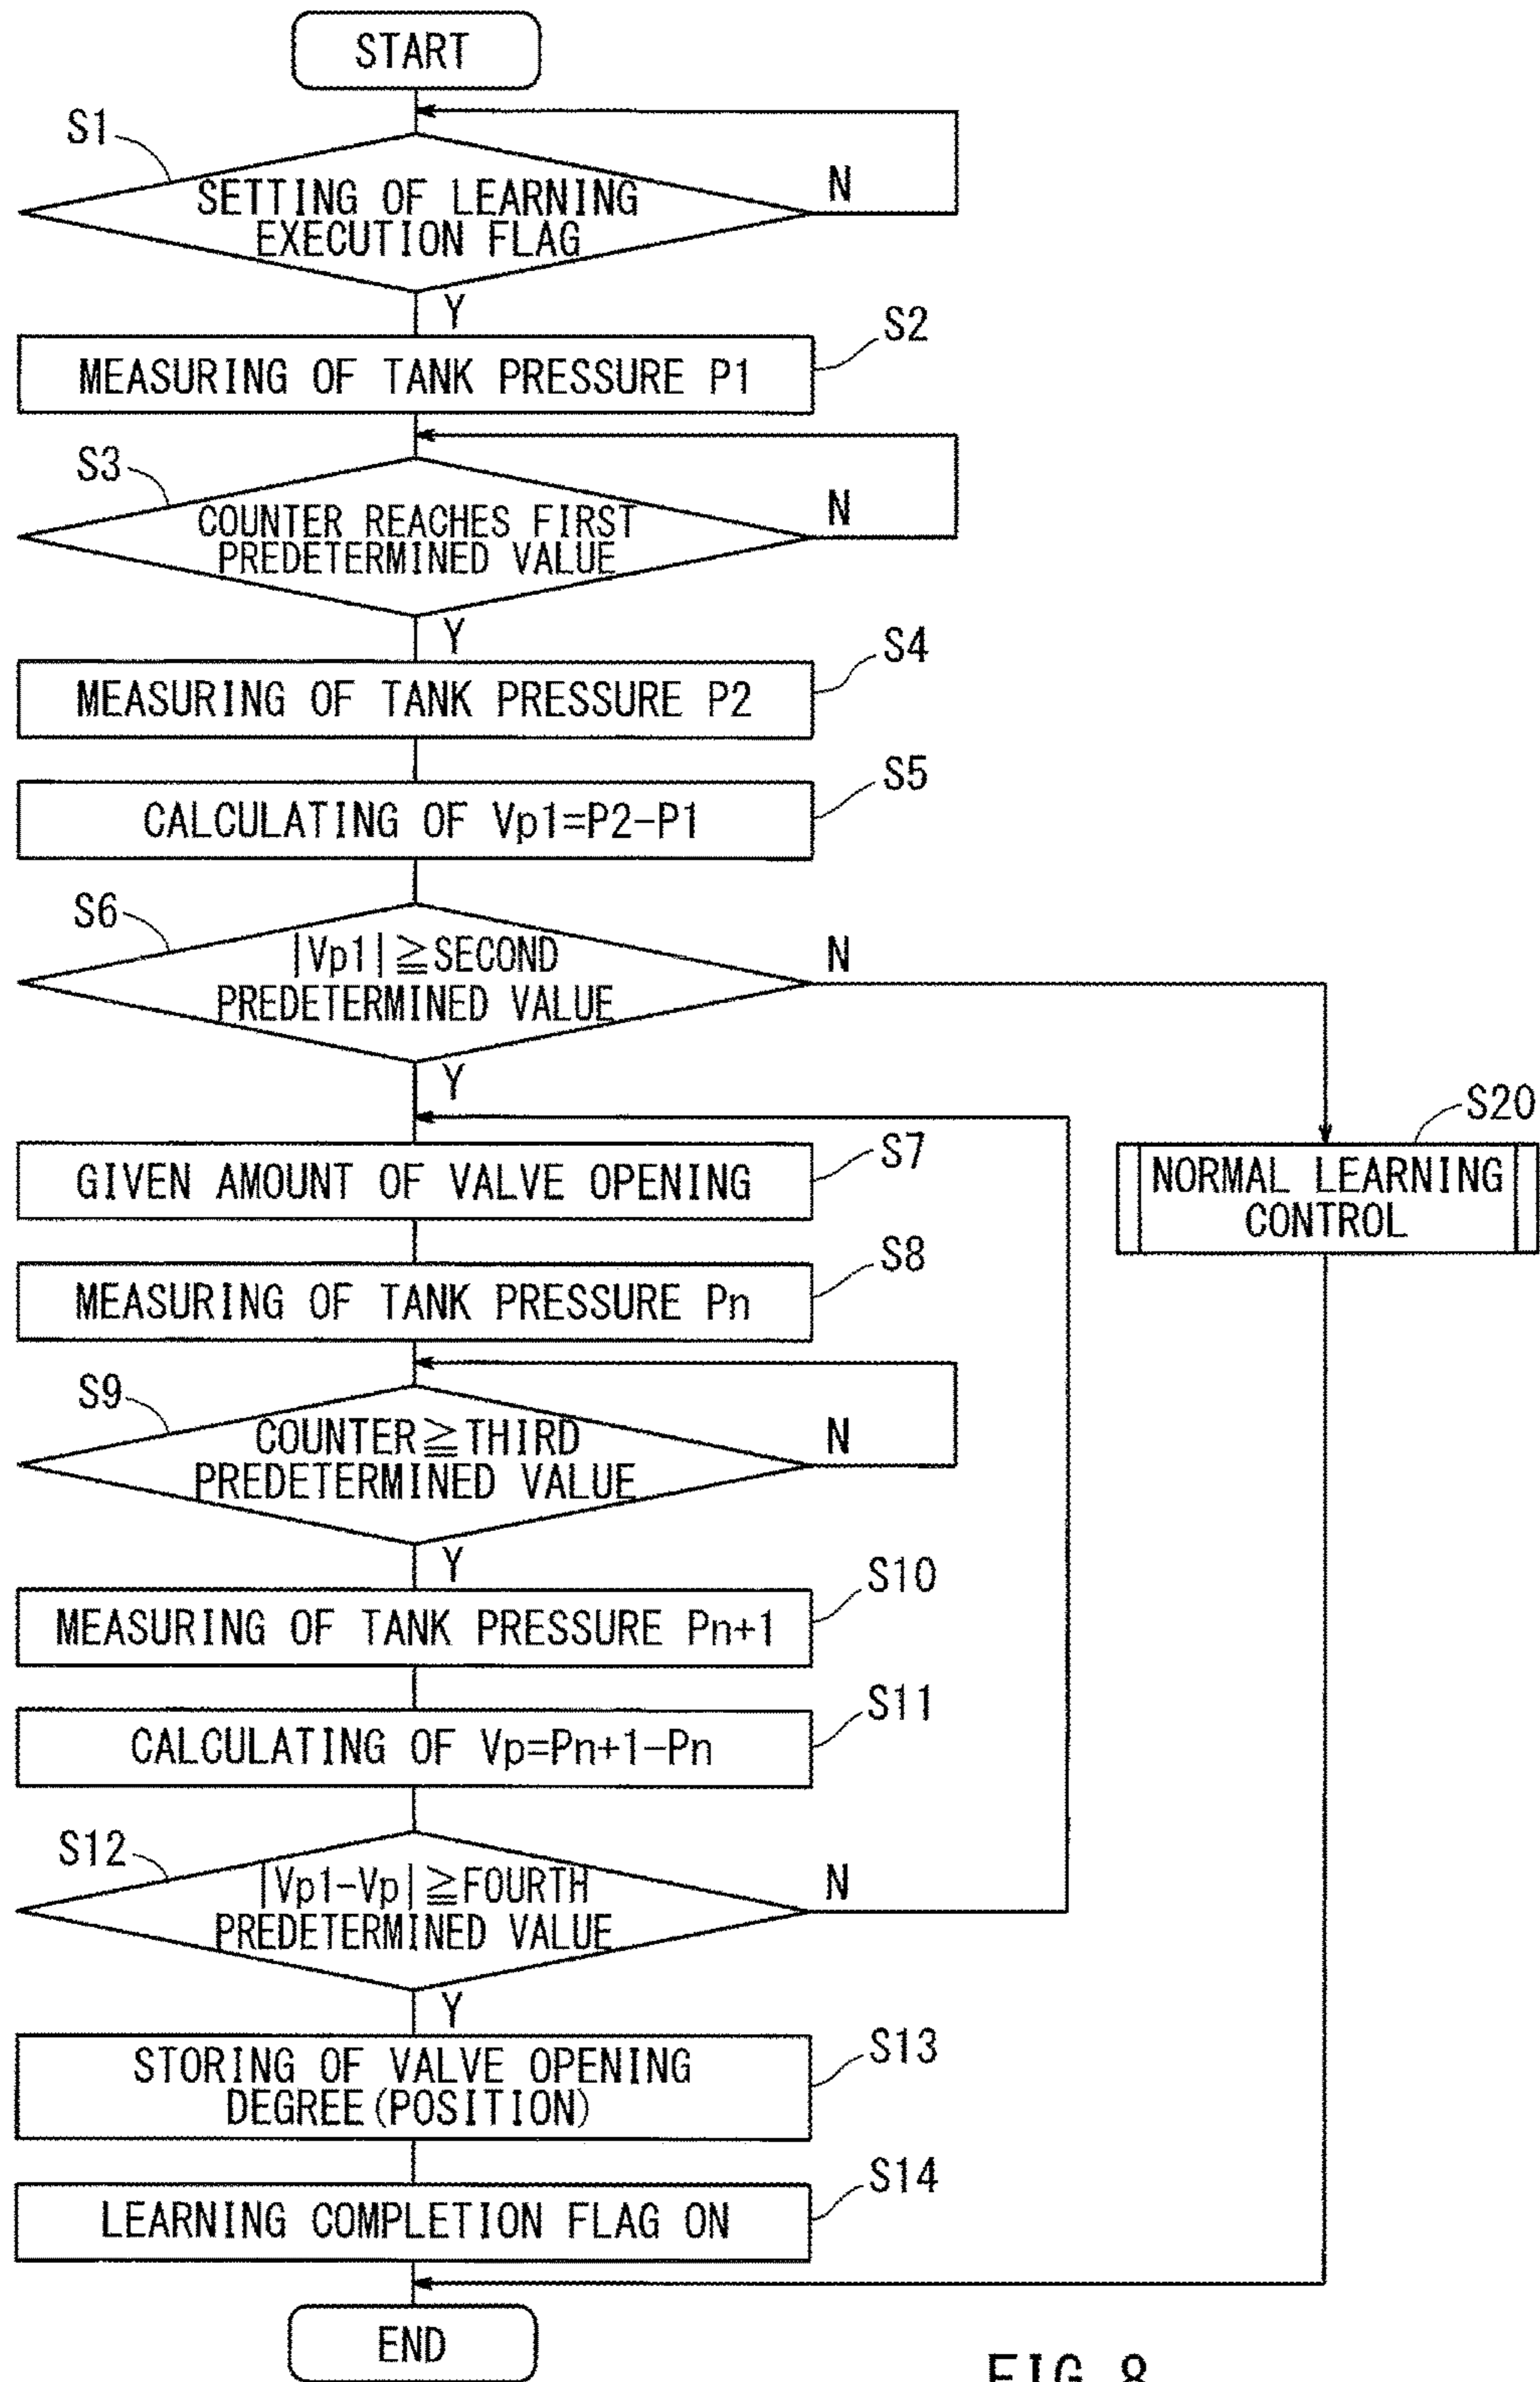 START
S1
SETTING OF LEARNING
EXECUTION FLAG
N
Y
S2
MEASURING OF TANK PRESSURE P1
S3
COUNTER REACHES FIRST
PREDETERMINED VALUE
N
Y
S4
MEASURING OF TANK PRESSURE P2
S5
CALCULATING OF Vp1=P2-P1
S6
|Vp1|≧SECOND
PREDETERMINED VALUE
N
Y
S20
NORMAL LEARNING
CONTROL
S7
GIVEN AMOUNT OF VALVE OPENING
S8
MEASURING OF TANK PRESSURE Pn
S9
COUNTER≧THIRD
PREDETERMINED VALUE
N
Y
S10
MEASURING OF TANK PRESSURE Pn+1
S11
CALCULATING OF Vp=Pn+1-Pn
S12
|Vp1-Vp|≧FOURTH
PREDETERMINED VALUE
N
Y
S13
STORING OF VALVE OPENING
DEGREE(POSITION)
S14
LEARNING COMPLETION FLAG ON
END
FIG.8